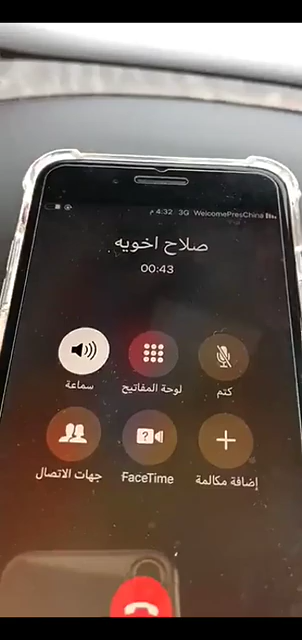 WelcomePresChina 3G 4:32 م
صلاح اخويه
00:43
كتم لوحة المفاتيح سماعة
إضافة مكالمة FaceTime جهات الاتصال